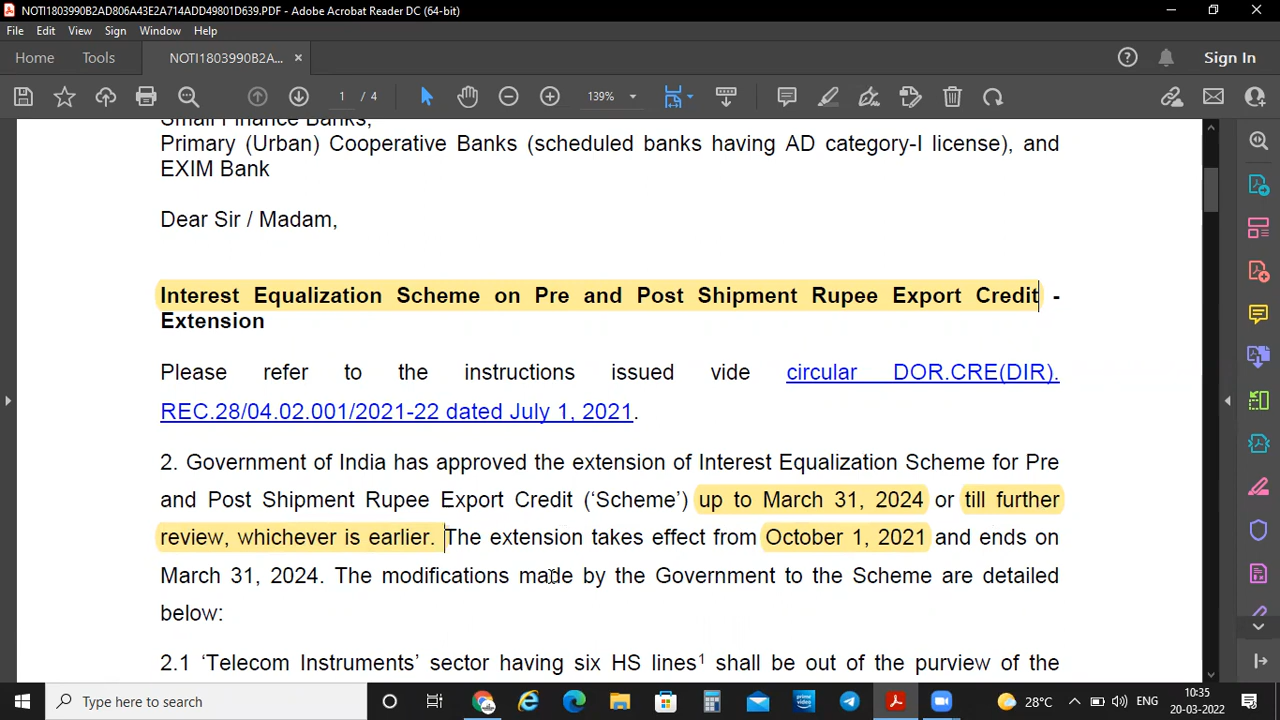 NOTI1803990B2AD806A43E2A714ADD49801D639.PDF - Adobe Acrobat Reader DC (64-bit)
File Edit View Sign Window Help
Home Tools NOTI1803990B2A... × Sign In
1 / 4 139%
Small Finance Banks,
Primary (Urban) Cooperative Banks (scheduled banks having AD category-I license), and
EXIM Bank
Dear Sir / Madam,
Interest Equalization Scheme on Pre and Post Shipment Rupee Export Credit -
Extension
Please refer to the instructions issued vide circular DOR.CRE(DIR).
REC.28/04.02.001/2021-22 dated July 1, 2021.
2. Government of India has approved the extension of Interest Equalization Scheme for Pre
and Post Shipment Rupee Export Credit (‘Scheme’) up to March 31, 2024 or till further
review, whichever is earlier. The extension takes effect from October 1, 2021 and ends on
March 31, 2024. The modifications made by the Government to the Scheme are detailed
below:
2.1 ‘Telecom Instruments’ sector having six HS lines¹ shall be out of the purview of the
Type here to search
prime video
28°C ENG 10:35
20-03-2022